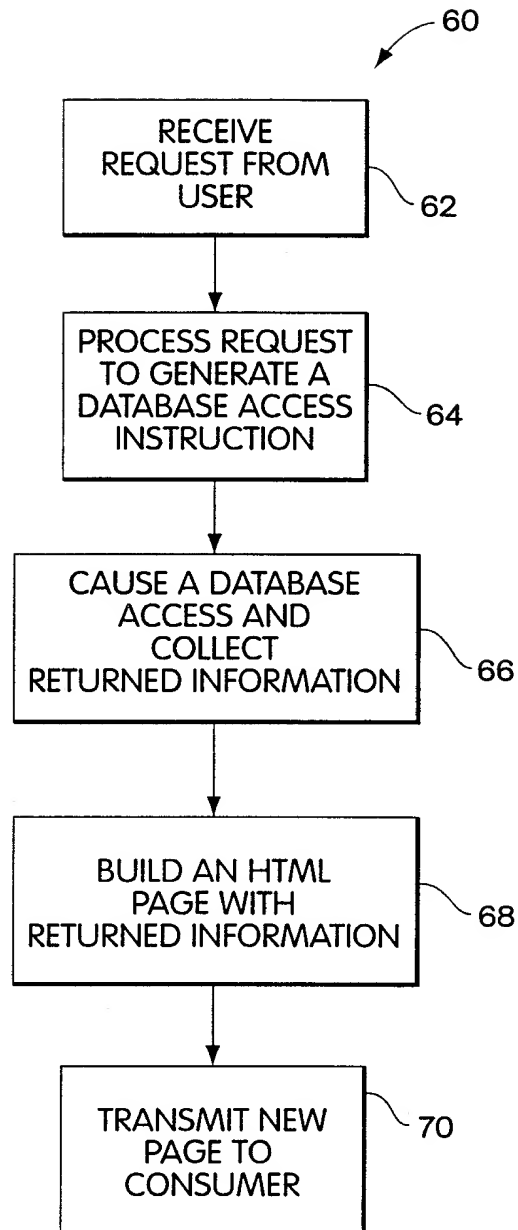 60
RECEIVE
REQUEST FROM
USER
62
PROCESS REQUEST
TO GENERATE A
DATABASE ACCESS
INSTRUCTION
64
CAUSE A DATABASE
ACCESS AND
COLLECT
RETURNED INFORMATION
66
BUILD AN HTML
PAGE WITH
RETURNED INFORMATION
68
TRANSMIT NEW
PAGE TO
CONSUMER
70